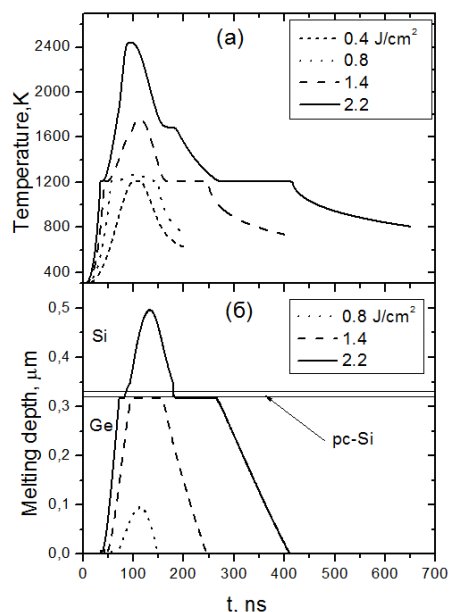 (a)
0.4 J/cm²
0.8
1.4
2.2
Temperature,K
2400
2000
1600
1200
800
400
(б)
0.8 J/cm²
1.4
2.2
Si
Ge
pc-Si
Melting depth, μm
0,5
0,4
0,3
0,2
0,1
0,0
0 100 200 300 400 500 600 700
t. ns